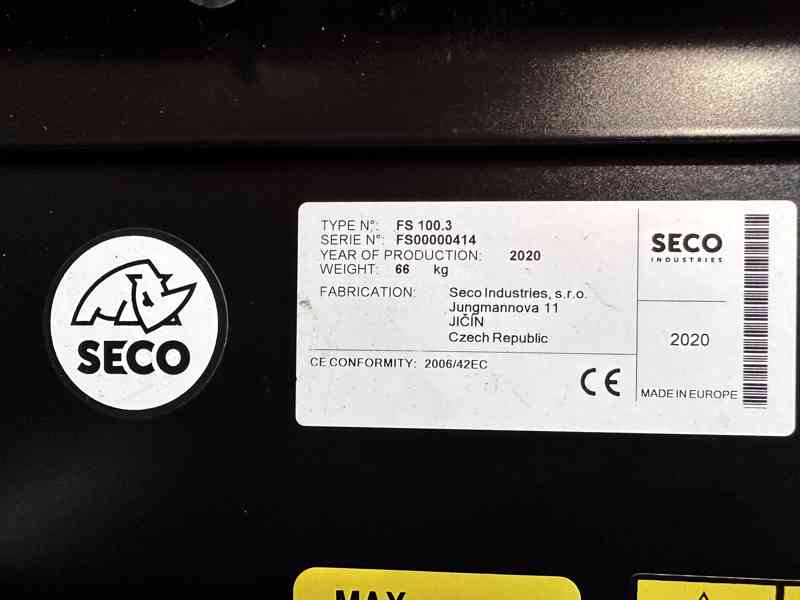 TYPE N°: FS 100.3
SERIE N°: FS00000414
YEAR OF PRODUCTION: 2020
WEIGHT: 66 kg
FABRICATION: Seco Industries, s.r.o.
Jungmannova 11
JIČÍN
Czech Republic
CE CONFORMITY: 2006/42EC
CE
SECO
INDUSTRIES
2020
MADE IN EUROPE
SECO
MAX